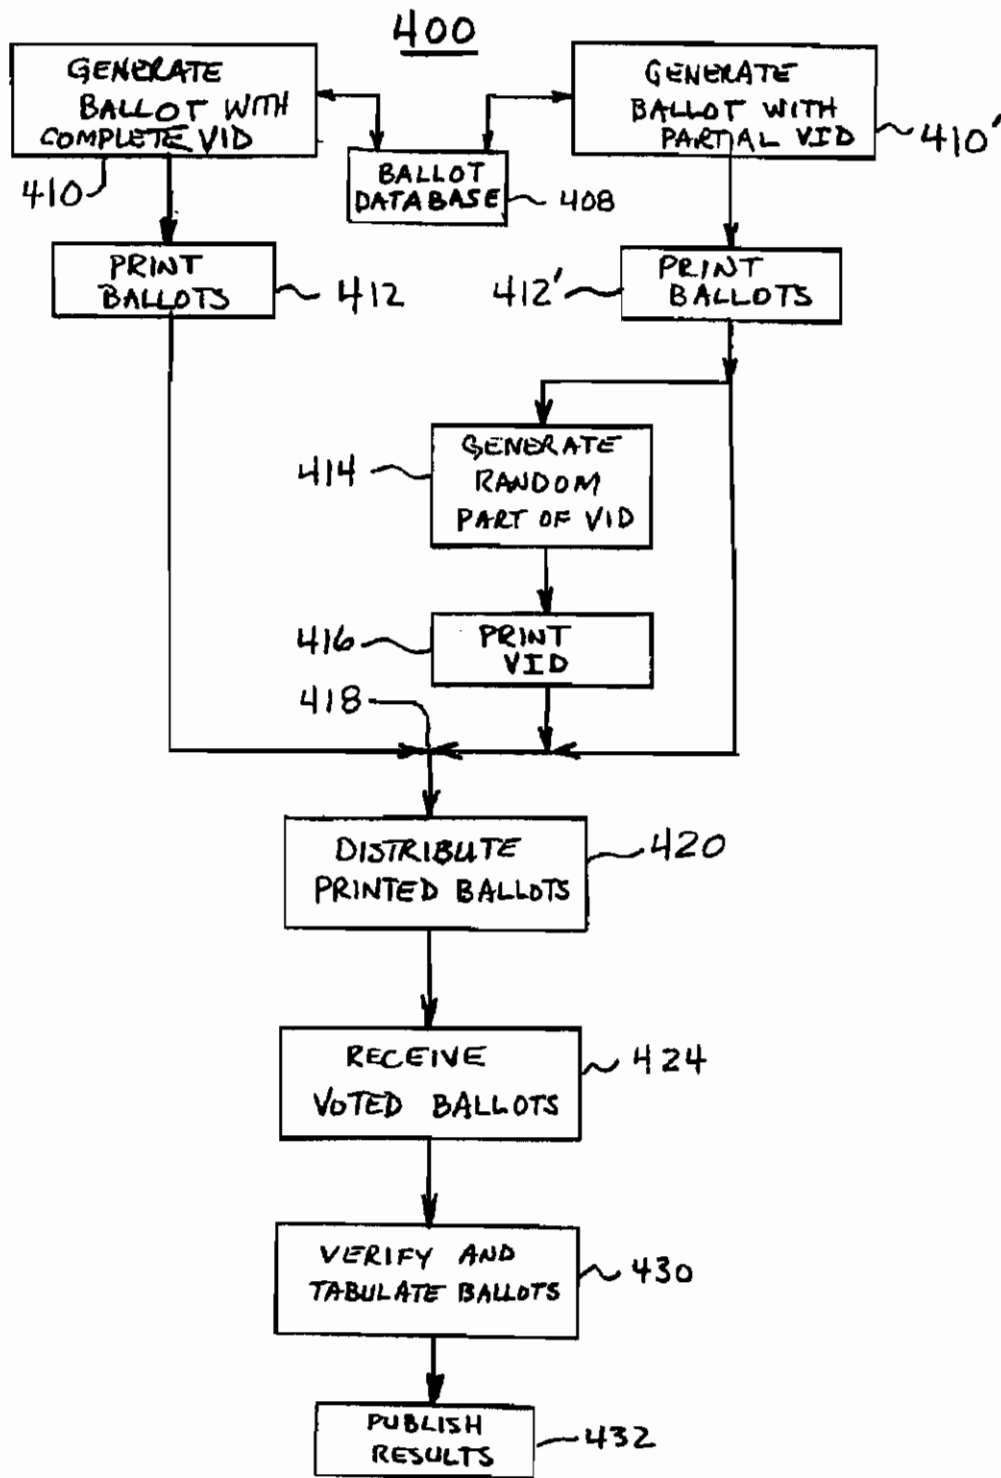 400
GENERATE
BALLOT WITH
COMPLETE VID
410
GENERATE
BALLOT WITH
PARTIAL VID
410'
BALLOT
DATABASE
408
PRINT
BALLOTS
412
412'
PRINT
BALLOTS
414
GENERATE
RANDOM
PART OF VID
416
PRINT
VID
418
DISTRIBUTE
PRINTED BALLOTS
420
RECEIVE
VOTED BALLOTS
424
VERIFY AND
TABULATE BALLOTS
430
PUBLISH
RESULTS
432